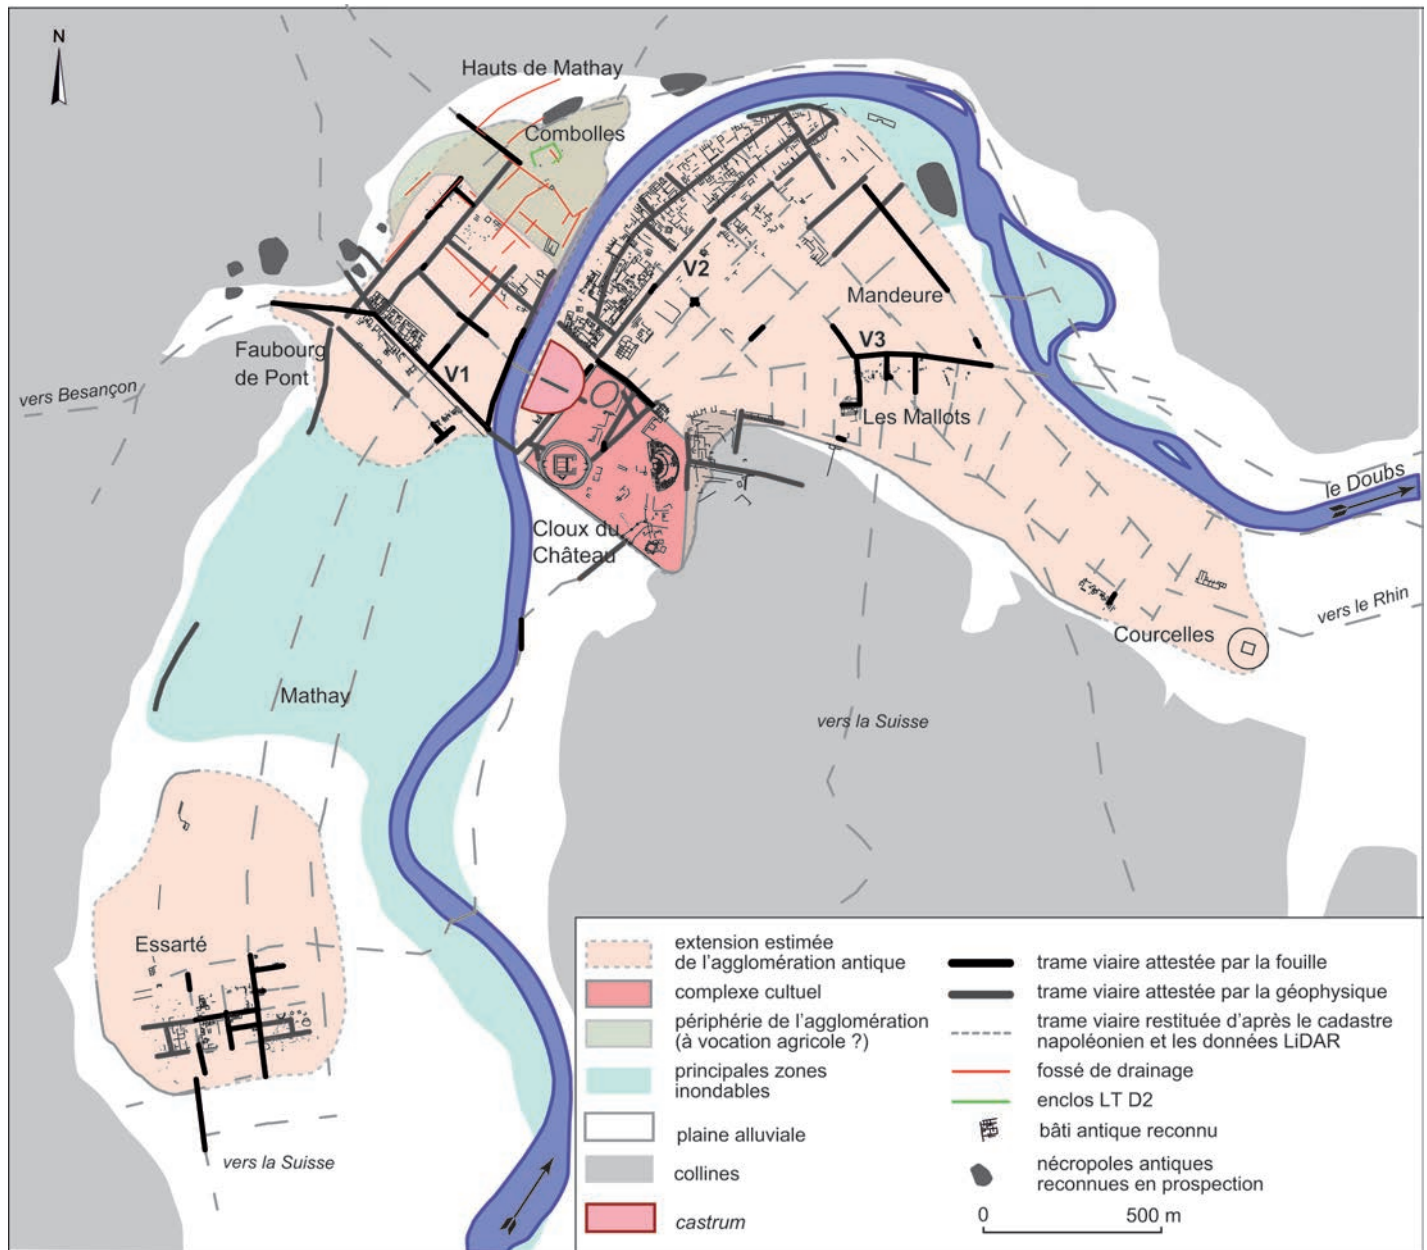 N
Hauts de Mathay
Combolles
V2
Mandeure
V3
Faubourg
de Pont
V1
vers Besançon
Les Mallots
le Doubs
Cloux du
Château
vers le Rhin
Courcelles
Mathay
vers la Suisse
Essarté
vers la Suisse
extension estimée
de l'agglomération antique
complexe cultuel
périphérie de l'agglomération
(à vocation agricole ?)
principales zones
inondables
plaine alluviale
collines
castrum
trame viaire attestée par la fouille
trame viaire attestée par la géophysique
trame viaire restituée d'après le cadastre
napoléonien et les données LiDAR
fossé de drainage
enclos LT D2
bâti antique reconnu
nécropoles antiques
reconnues en prospection
0 500 m